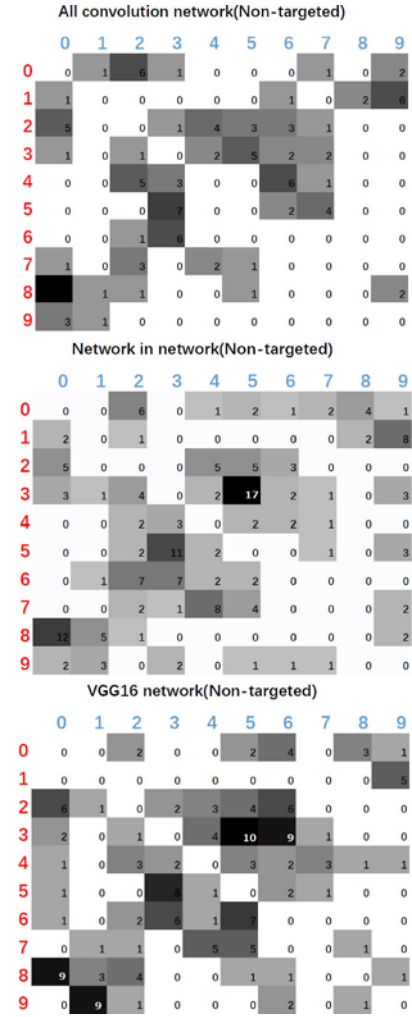 All convolution network(Non-targeted)
0 1 2 3 4 5 6 7 8 9
0 0 1 6 1 0 0 0 1 0 2
1 1 0 0 0 0 0 1 0 2 6
2 5 0 0 1 4 3 3 1 0 0
3 1 0 1 0 2 5 2 2 0 0
4 0 0 5 3 0 0 6 1 0 0
5 0 0 0 7 0 0 2 4 0 0
6 0 0 1 6 0 0 0 0 0 0
7 1 0 3 0 2 1 0 0 0 0
8 1 1 0 0 1 0 0 0 2
9 3 1 0 0 0 0 0 0 0 0
Network in network(Non-targeted)
0 1 2 3 4 5 6 7 8 9
0 0 0 6 0 1 2 1 2 4 1
1 2 0 1 0 0 0 0 0 2 8
2 5 0 0 0 5 5 3 0 0 0
3 3 1 4 0 2 17 2 1 0 3
4 0 0 2 3 0 2 2 1 0 0
5 0 0 2 11 2 0 0 1 0 3
6 0 1 7 7 2 2 0 0 0 0
7 0 0 2 1 8 4 0 0 0 2
8 12 5 1 0 0 0 0 0 0 2
9 2 3 0 2 0 1 1 1 0 0
VGG16 network(Non-targeted)
0 1 2 3 4 5 6 7 8 9
0 0 0 2 0 0 2 4 0 3 1
1 0 0 0 0 0 0 0 0 0 5
2 6 1 0 2 3 4 6 0 0 0
3 2 0 1 0 4 10 9 1 0 0
4 1 0 3 2 0 3 2 3 1 1
5 1 0 0 8 1 0 2 1 0 0
6 1 0 2 6 1 7 0 0 0 0
7 0 1 1 0 5 5 0 0 1 0
8 9 3 4 0 0 1 1 0 0 1
9 0 9 1 0 0 0 2 0 1 0